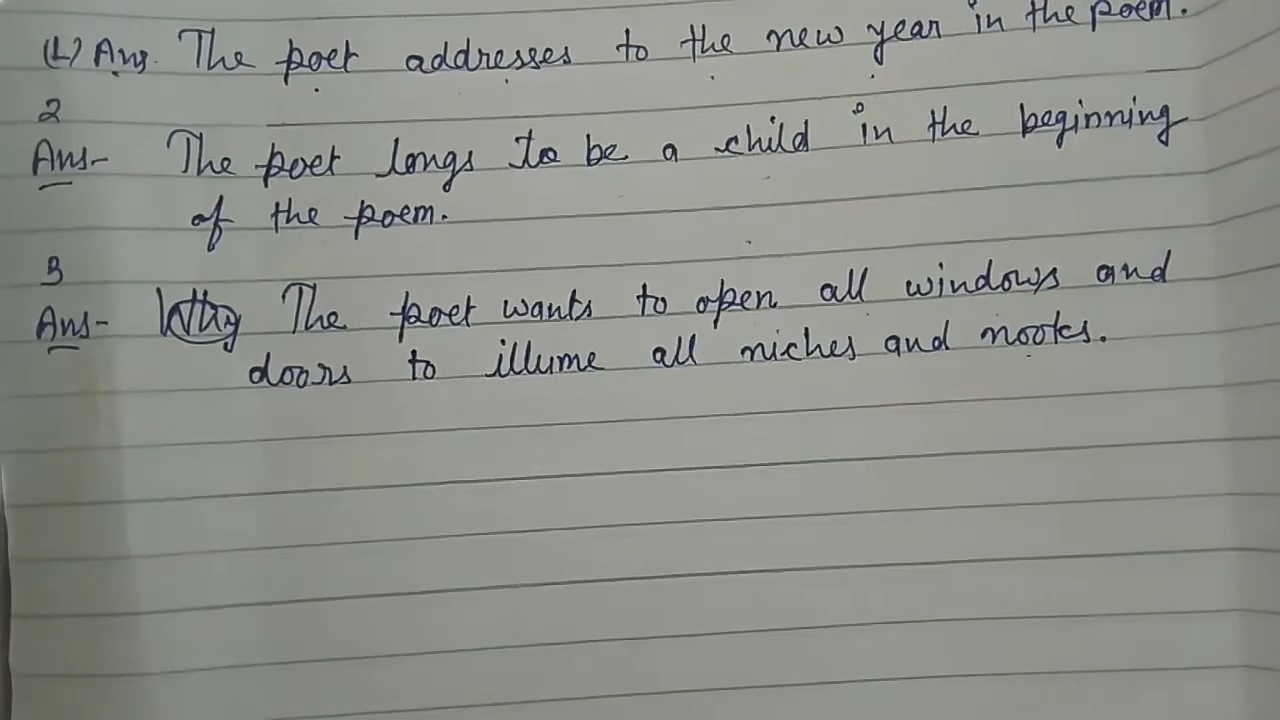 (1) Ans. The poet addresses to the new year in the poem.
2
Ans- The poet longs to be a child in the beginning
of the poem.
3
Ans- The poet wants to open all windows and
doors to illume all niches and nooks.